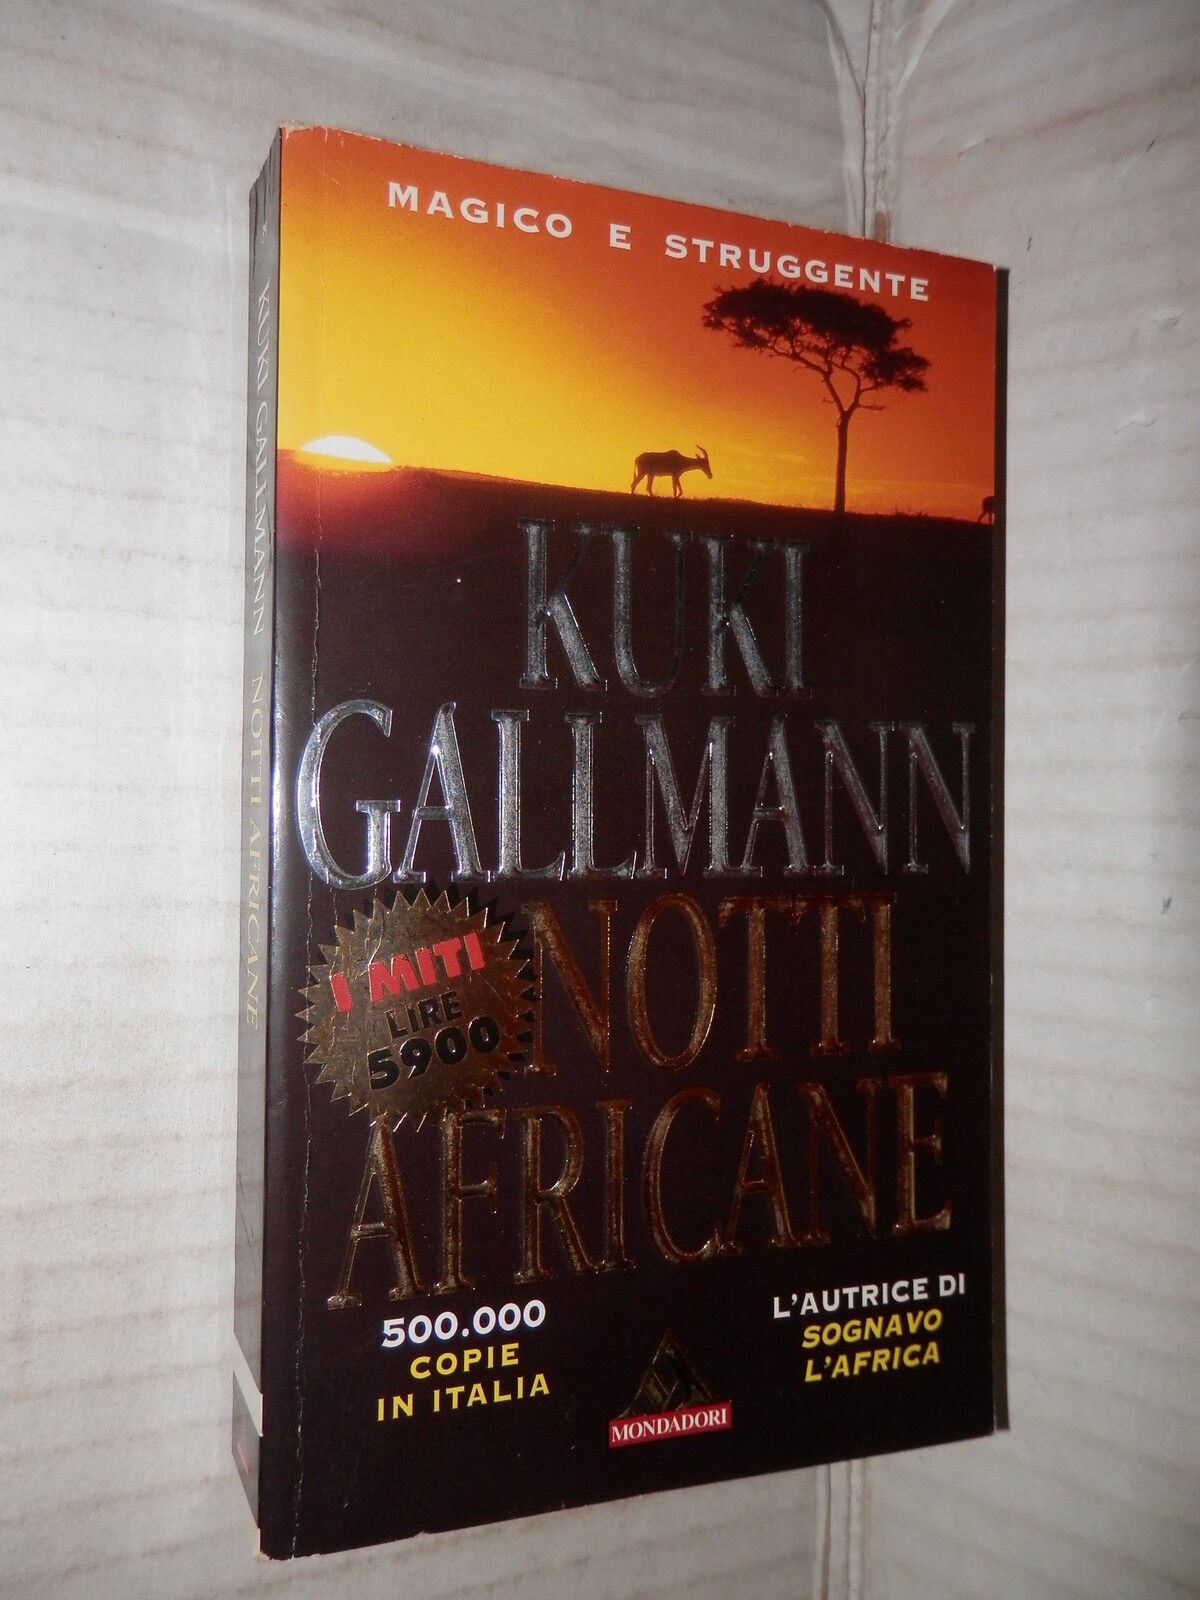 MAGICO E STRUGGENTE
KUKI
GALLMANN
NOTTI
AFRICANE
I MITI
LIRE
5900
500.000
COPIE
IN ITALIA
L'AUTRICE DI
SOGNAVO
L'AFRICA
MONDADORI
KUKI GALLMANN NOTTI AFRICANE